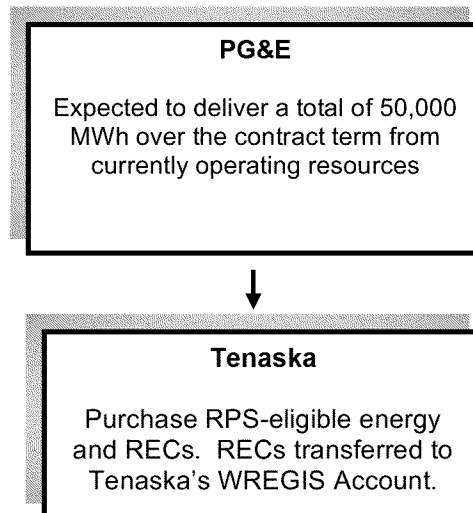 PG&E
Expected to deliver a total of 50,000
MWh over the contract term from
currently operating resources
Tenaska
Purchase RPS-eligible energy
and RECs. RECs transferred to
Tenaska's WREGIS Account.